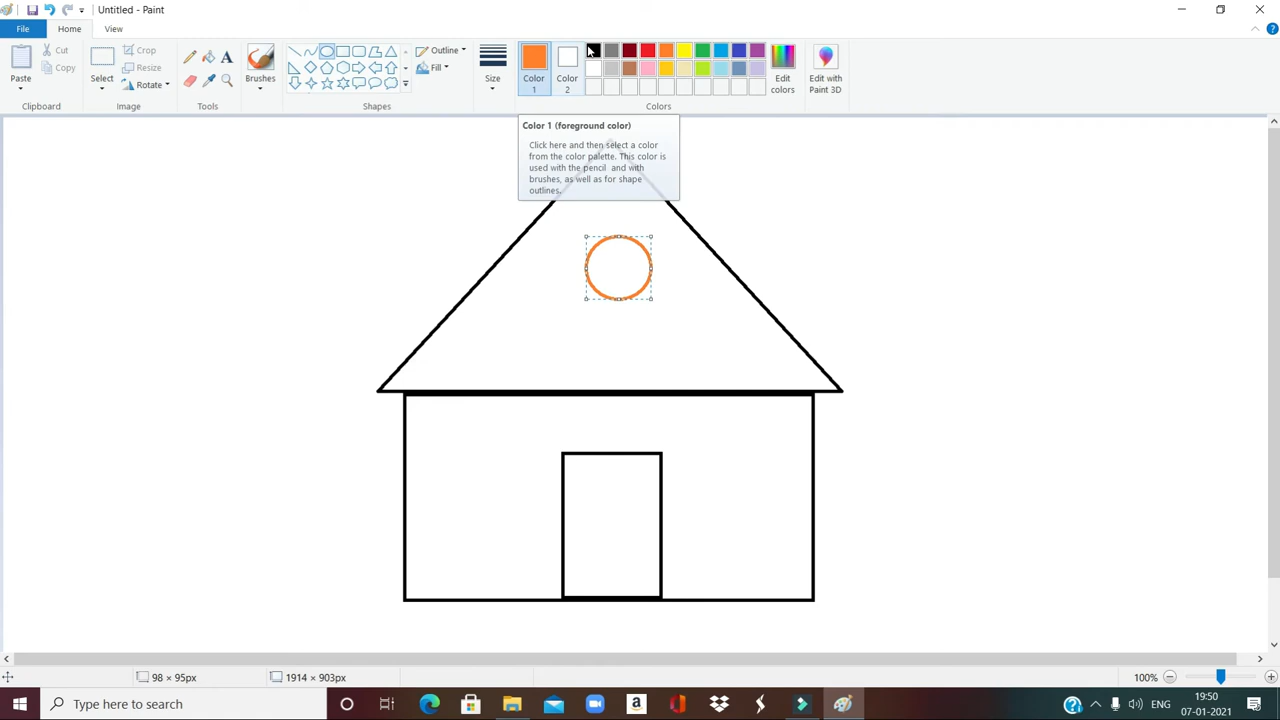 Untitled - Paint
File
Home
View
Paste
Cut
Copy
Clipboard
Select
Crop
Resize
Rotate
Image
A
Tools
Brushes
Shapes
Outline
Fill
Size
Color
1
Color
2
Colors
Edit
colors
Edit with
Paint 3D
Color 1 (foreground color)
Click here and then select a color
from the color palette. This color is
used with the pencil and with
brushes, as well as for shape
outlines.
98 × 95px
1914 × 903px
100%
Type here to search
ENG
19:50
07-01-2021